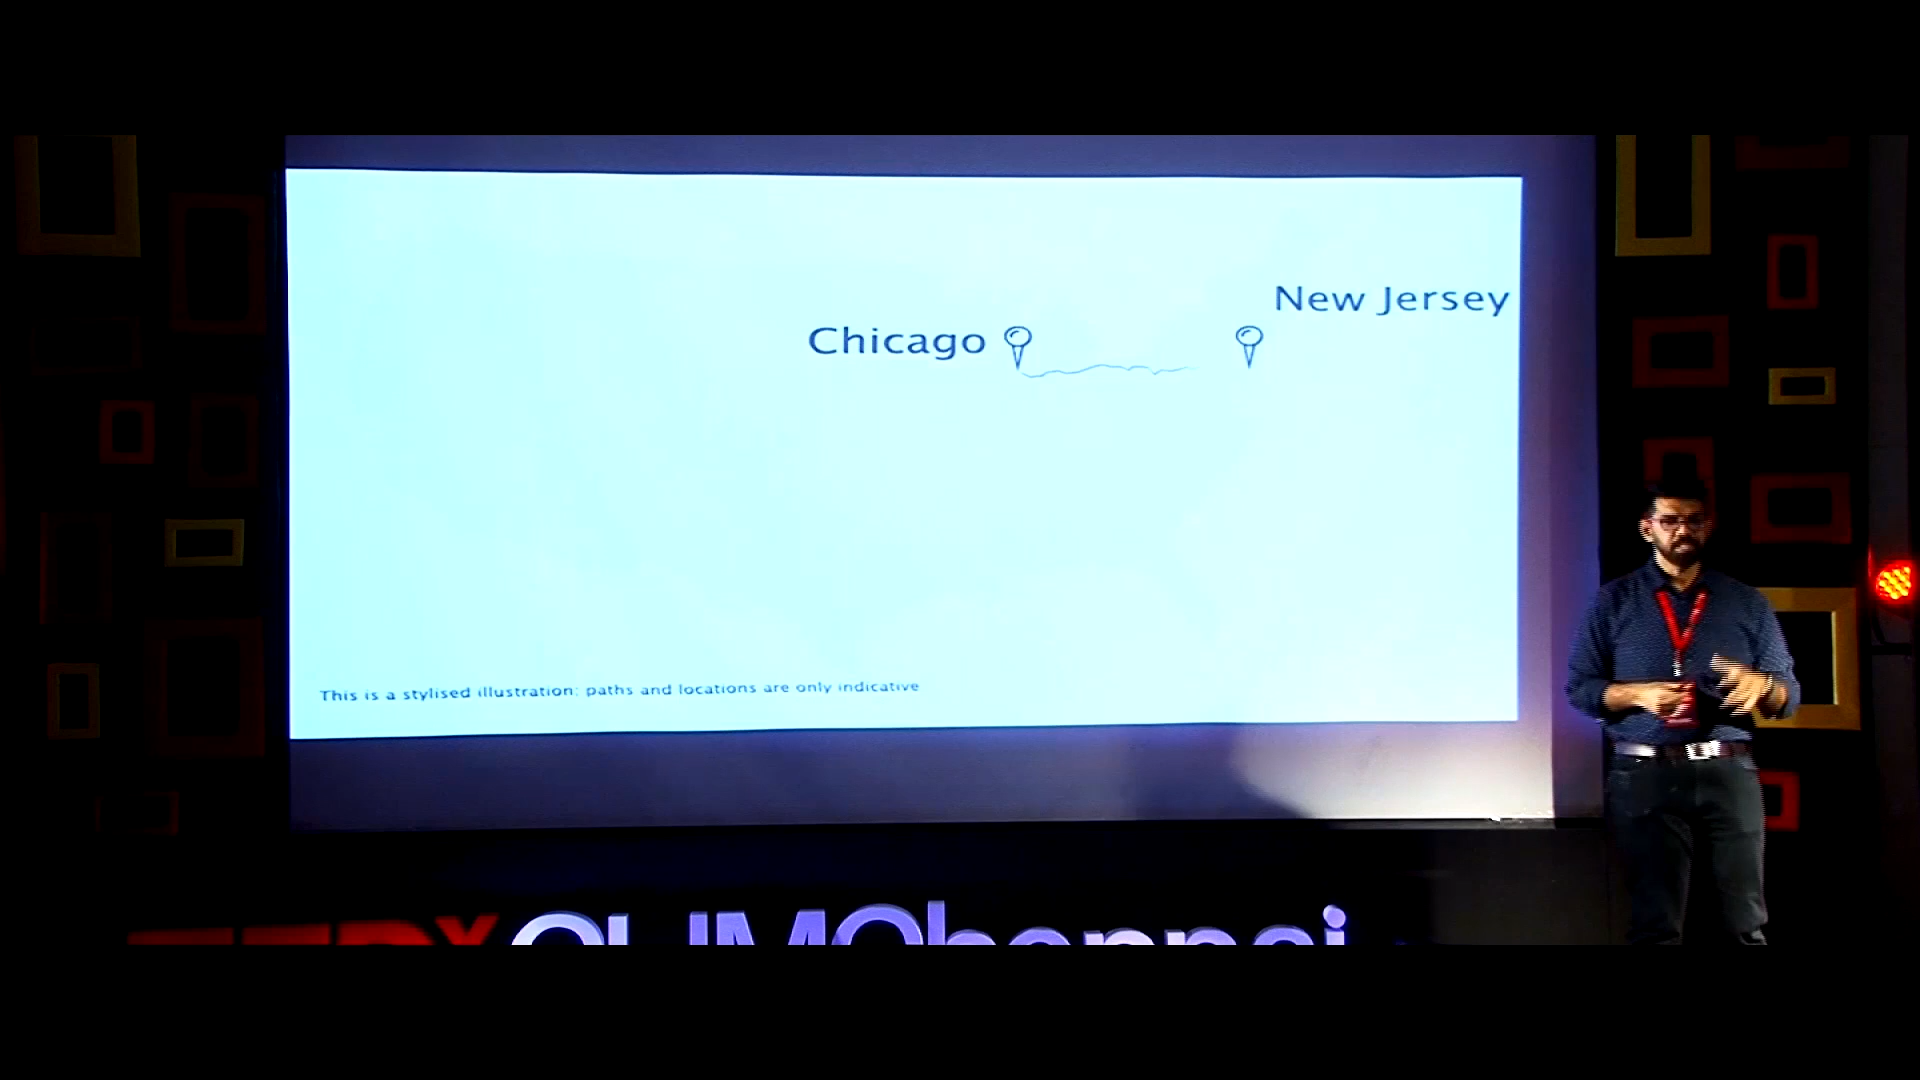 New Jersey
Chicago
This is a stylised illustration; paths and locations are only indicative